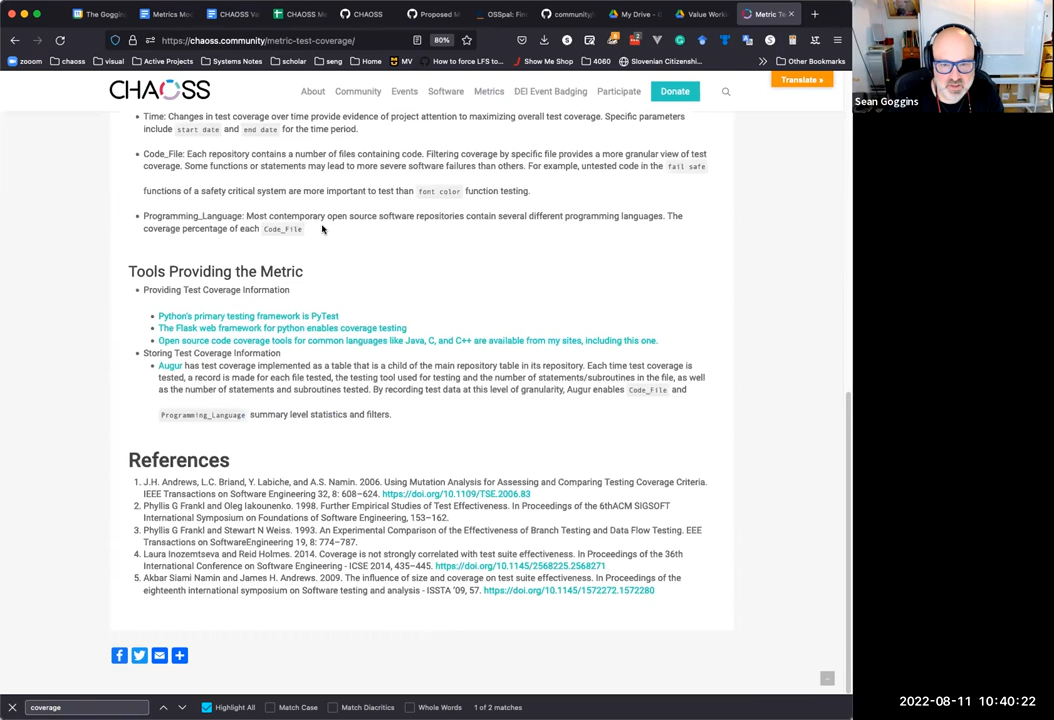 The Goggin
Metrics Mod
CHAOSS Va
CHAOSS Me
CHAOSS
Proposed M
OSSpal: Fin
community/
My Drive - G
Value Work
Metric Te
https://chaoss.community/metric-test-coverage/
80%
zooom
chaoss
visual
Active Projects
Systems Notes
scholar
seng
Home
MV
How to force LFS to...
Show Me Shop
4060
Slovenian Citizenshi...
Other Bookmarks
CHAOSS
About
Community
Events
Software
Metrics
DEI Event Badging
Participate
Donate
Translate »
Sean Goggins
Time: Changes in test coverage over time provide evidence of project attention to maximizing overall test coverage. Specific parameters
include start date and end date for the time period.
Code_File: Each repository contains a number of files containing code. Filtering coverage by specific file provides a more granular view of test
coverage. Some functions or statements may lead to more severe software failures than others. For example, untested code in the fail safe
functions of a safety critical system are more important to test than font color function testing.
Programming_Language: Most contemporary open source software repositories contain several different programming languages. The
coverage percentage of each Code_File
Tools Providing the Metric
Providing Test Coverage Information
Python's primary testing framework is PyTest
The Flask web framework for python enables coverage testing
Open source code coverage tools for common languages like Java, C, and C++ are available from my sites, including this one.
Storing Test Coverage Information
Augur has test coverage implemented as a table that is a child of the main repository table in its repository. Each time test coverage is
tested, a record is made for each file tested, the testing tool used for testing and the number of statements/subroutines in the file, as well
as the number of statements and subroutines tested. By recording test data at this level of granularity, Augur enables Code_File and
Programming_Language summary level statistics and filters.
References
1. J.H. Andrews, L.C. Briand, Y. Labiche, and A.S. Namin. 2006. Using Mutation Analysis for Assessing and Comparing Testing Coverage Criteria.
IEEE Transactions on Software Engineering 32, 8: 608–624. https://doi.org/10.1109/TSE.2006.83
2. Phyllis G Frankl and Oleg Iakounenko. 1998. Further Empirical Studies of Test Effectiveness. In Proceedings of the 6thACM SIGSOFT
International Symposium on Foundations of Software Engineering, 153–162.
3. Phyllis G Frankl and Stewart N Weiss. 1993. An Experimental Comparison of the Effectiveness of Branch Testing and Data Flow Testing. EEE
Transactions on SoftwareEngineering 19, 8: 774–787.
4. Laura Inozemtseva and Reid Holmes. 2014. Coverage is not strongly correlated with test suite effectiveness. In Proceedings of the 36th
International Conference on Software Engineering - ICSE 2014, 435–445. https://doi.org/10.1145/2568225.2568271
5. Akbar Siami Namin and James H. Andrews. 2009. The influence of size and coverage on test suite effectiveness. In Proceedings of the
eighteenth international symposium on Software testing and analysis - ISSTA '09, 57. https://doi.org/10.1145/1572272.1572280
coverage
Highlight All
Match Case
Match Diacritics
Whole Words
1 of 2 matches
2022-08-11 10:40:22